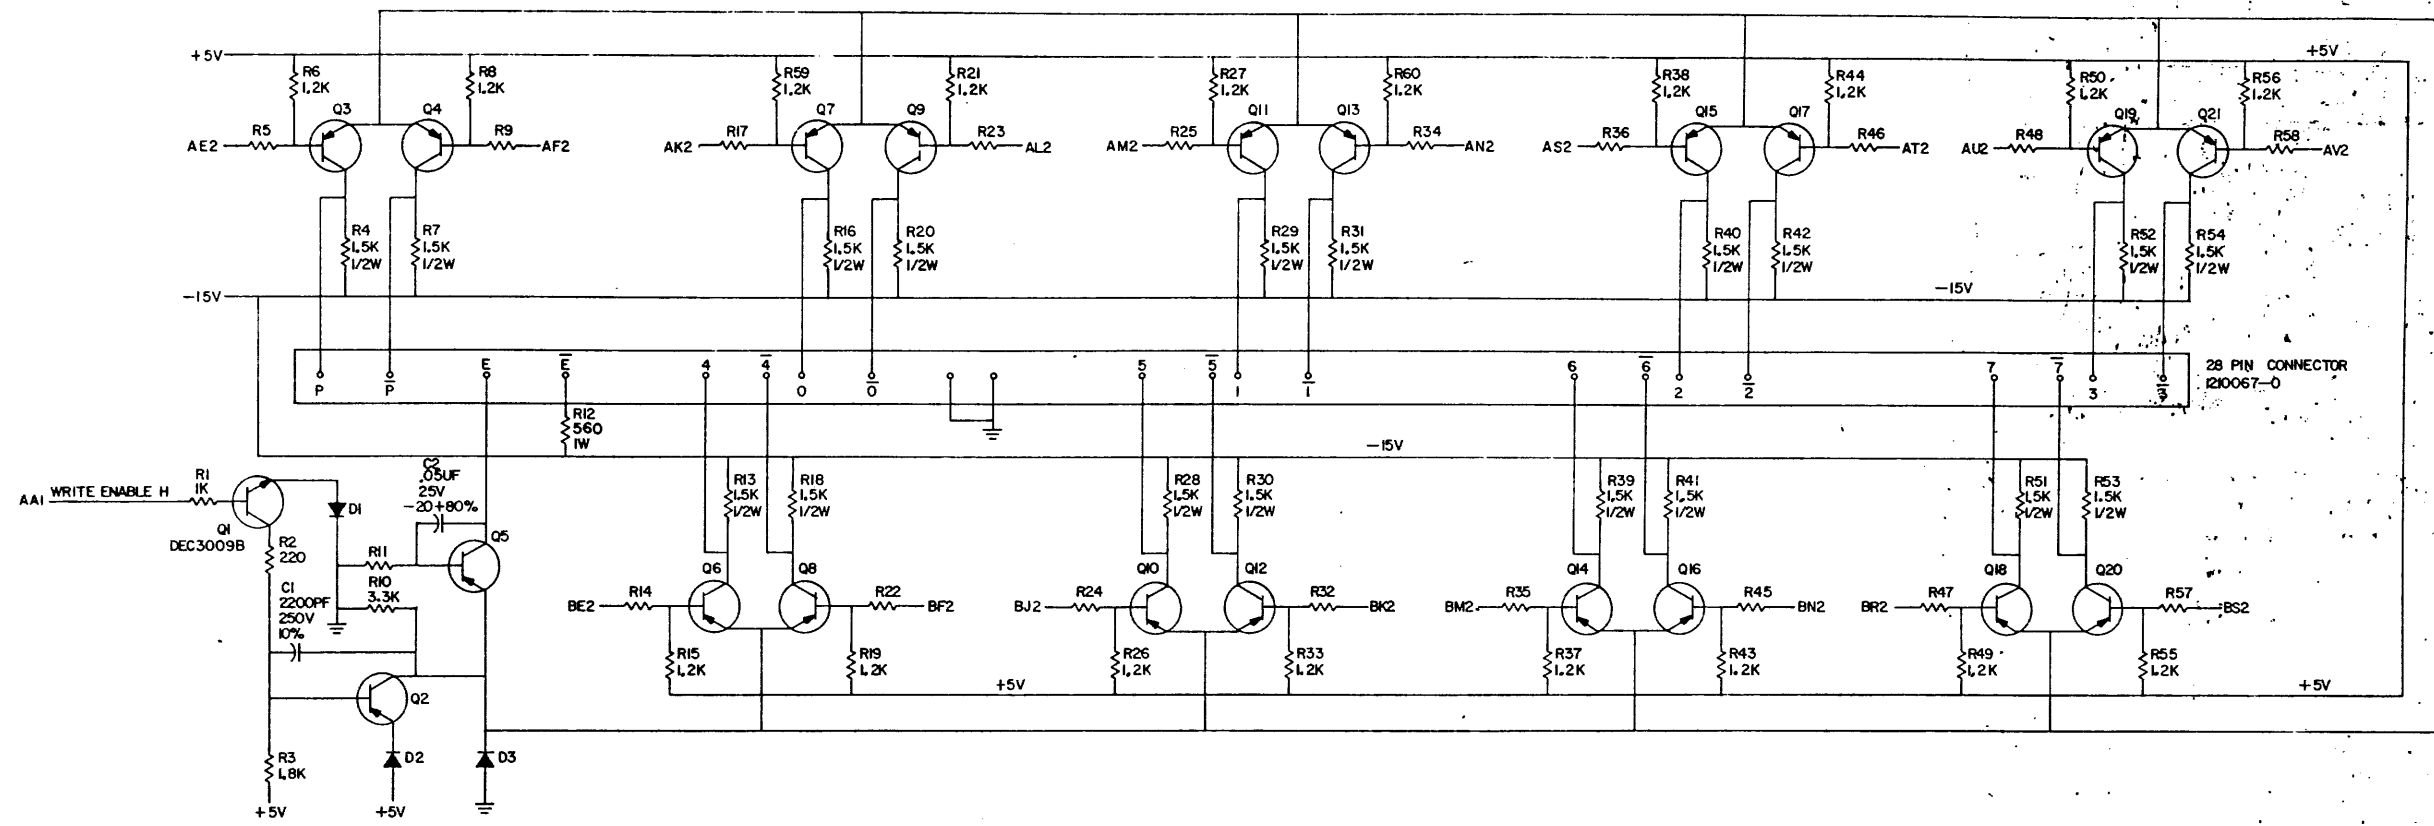 +5V
+5V
R6
1.2K
R8
1.2K
R59
1.2K
R21
1.2K
R27
1.2K
R60
1.2K
R38
1.2K
R44
1.2K
R50
1.2K
R56
1.2K
Q3
Q4
Q7
Q9
Q11
Q13
Q15
Q17
Q19
Q21
AE2
R5
R9
AF2
AK2
R17
R23
AL2
AM2
R25
R34
AN2
AS2
R36
R46
AT2
AU2
R48
R58
AV2
R4
1.5K
1/2W
R7
1.5K
1/2W
R16
1.5K
1/2W
R20
1.5K
1/2W
R29
1.5K
1/2W
R31
1.5K
1/2W
R40
1.5K
1/2W
R42
1.5K
1/2W
R52
1.5K
1/2W
R54
1.5K
1/2W
-15V
-15V
E
E̅
4
4̅
5
5̅
6
6̅
7
7̅
P
P̅
0
0̅
1
1̅
2
2̅
3
3̅
28 PIN CONNECTOR
1210067-0
R12
560
1W
-15V
AA1
WRITE ENABLE H
R1
1K
Q1
DEC3009B
D1
C2
.05UF
25V
-20+80%
Q5
R2
220
R11
R10
3.3K
C1
2200PF
250V
10%
Q2
R3
1.8K
D2
D3
+5V
+5V
R13
1.5K
1/2W
R18
1.5K
1/2W
R28
1.5K
1/2W
R30
1.5K
1/2W
R39
1.5K
1/2W
R41
1.5K
1/2W
R51
1.5K
1/2W
R53
1.5K
1/2W
Q6
Q8
Q10
Q12
Q14
Q16
Q18
Q20
BE2
R14
R22
BF2
BJ2
R24
R32
BK2
BM2
R35
R45
BN2
BR2
R47
R57
BS2
R15
1.2K
R19
1.2K
R26
1.2K
R33
1.2K
R37
1.2K
R43
1.2K
R49
1.2K
R55
1.2K
+5V
+5V